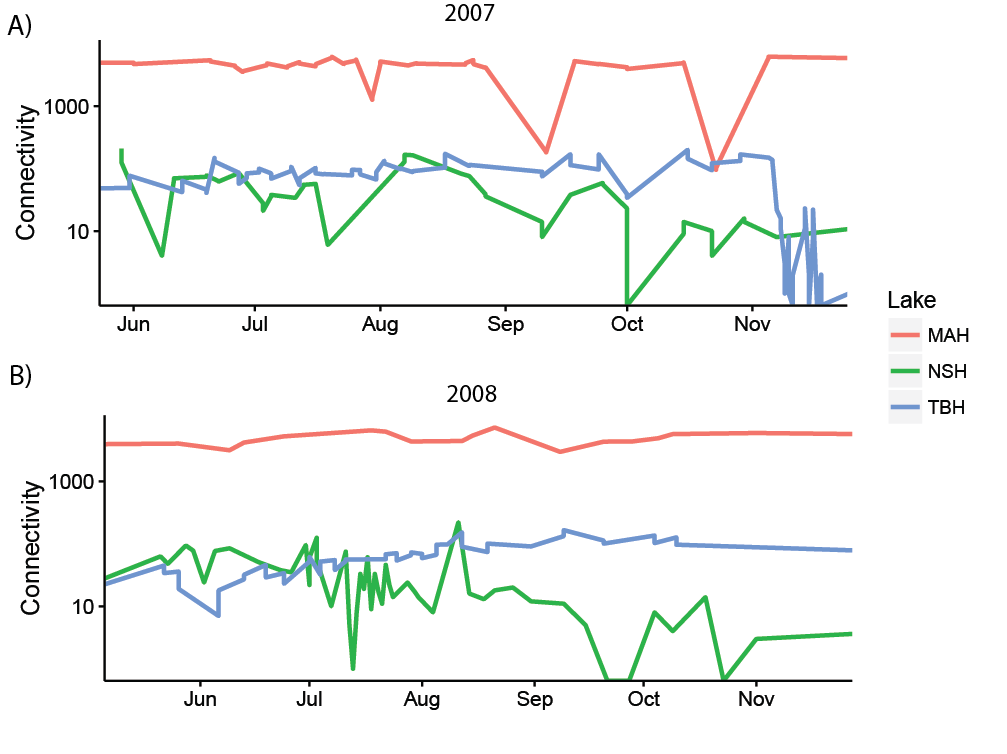 A)
2007
Connectivity
1000
10
Jun Jul Aug Sep Oct Nov
Lake
MAH
NSH
TBH
B)
2008
Connectivity
1000
10
Jun Jul Aug Sep Oct Nov